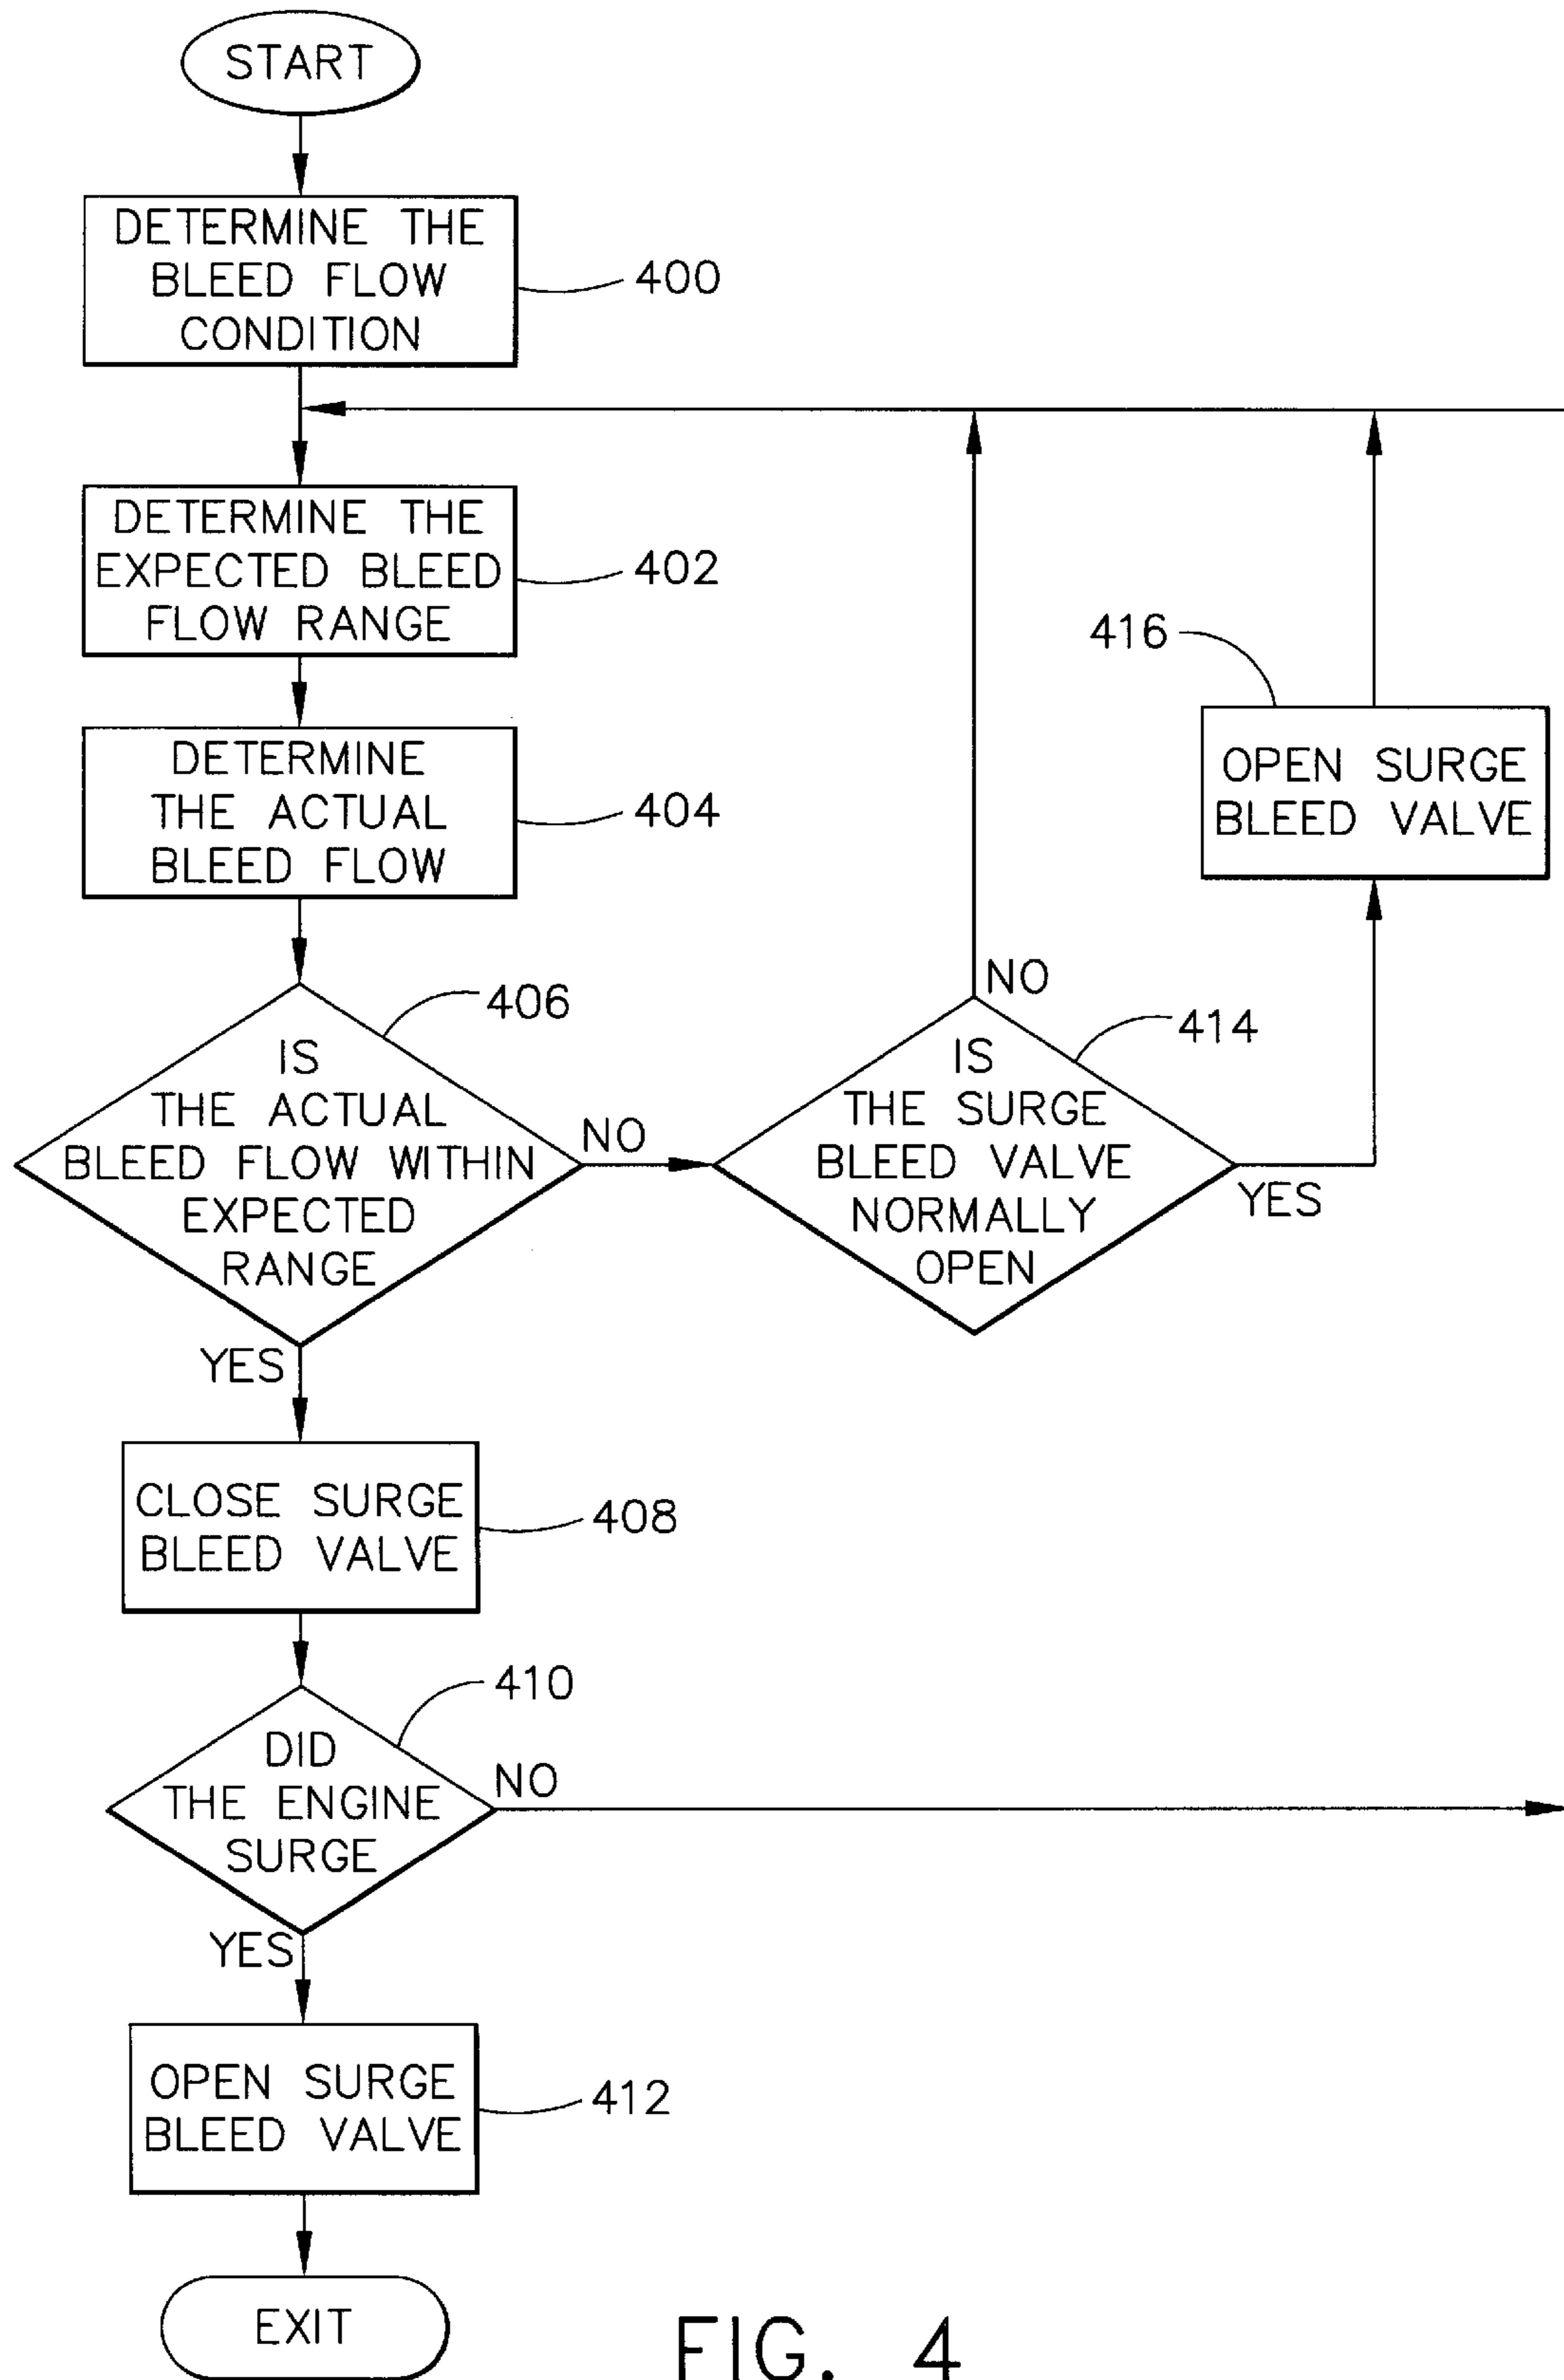 START
DETERMINE THE
BLEED FLOW
CONDITION
400
DETERMINE THE
EXPECTED BLEED
FLOW RANGE
402
DETERMINE
THE ACTUAL
BLEED FLOW
404
416
OPEN SURGE
BLEED VALVE
IS
THE ACTUAL
BLEED FLOW WITHIN
EXPECTED
RANGE
406
NO
YES
IS
THE SURGE
BLEED VALVE
NORMALLY
OPEN
414
NO
YES
CLOSE SURGE
BLEED VALVE
408
DID
THE ENGINE
SURGE
410
NO
YES
OPEN SURGE
BLEED VALVE
412
EXIT
FIG. 4